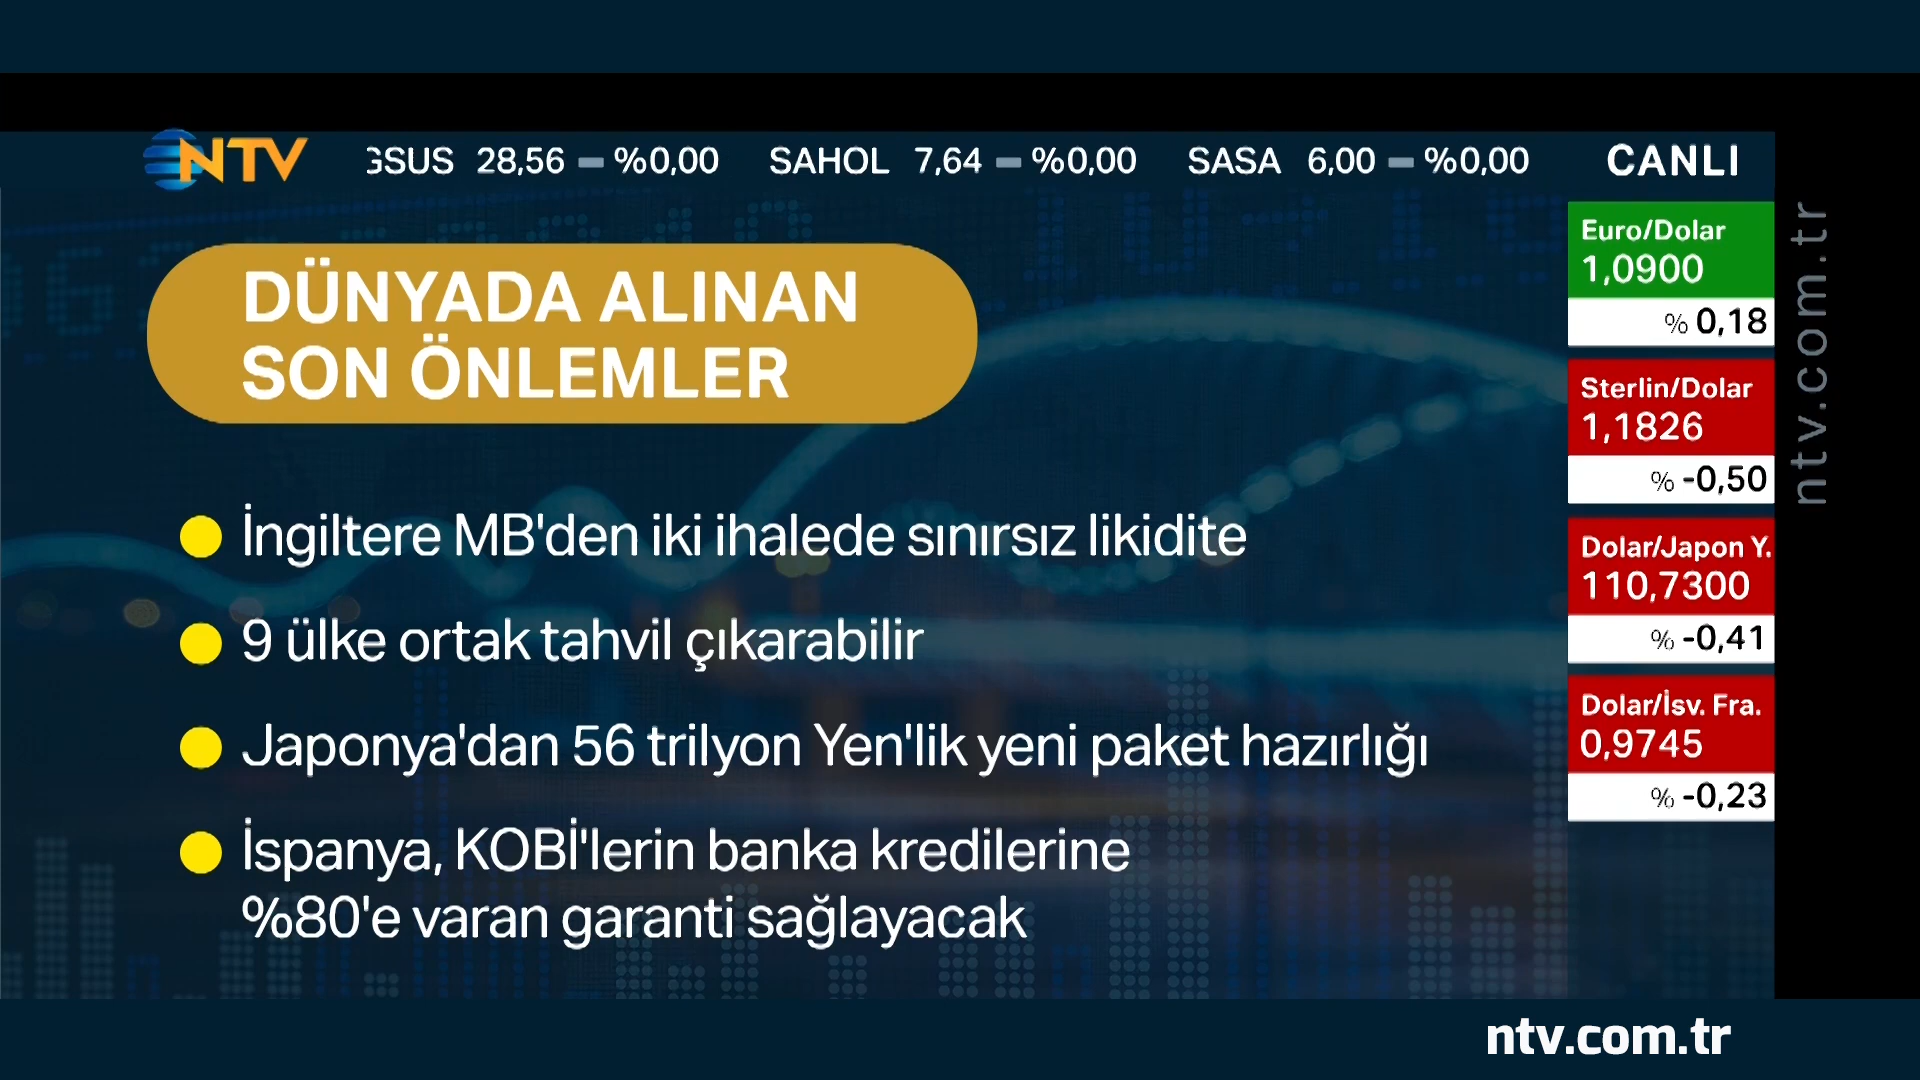 NTV
GSUS 28,56 %0,00 SAHOL 7,64 %0,00 SASA 6,00 %0,00
CANLI
DÜNYADA ALINAN
SON ÖNLEMLER
İngiltere MB'den iki ihalede sınırsız likidite
9 ülke ortak tahvil çıkarabilir
Japonya'dan 56 trilyon Yen'lik yeni paket hazırlığı
İspanya, KOBİ'lerin banka kredilerine
%80'e varan garanti sağlayacak
Euro/Dolar
1,0900
% 0,18
Sterlin/Dolar
1,1826
% -0,50
Dolar/Japon Y.
110,7300
% -0,41
Dolar/İsv. Fra.
0,9745
% -0,23
ntv.com.tr
ntv.com.tr